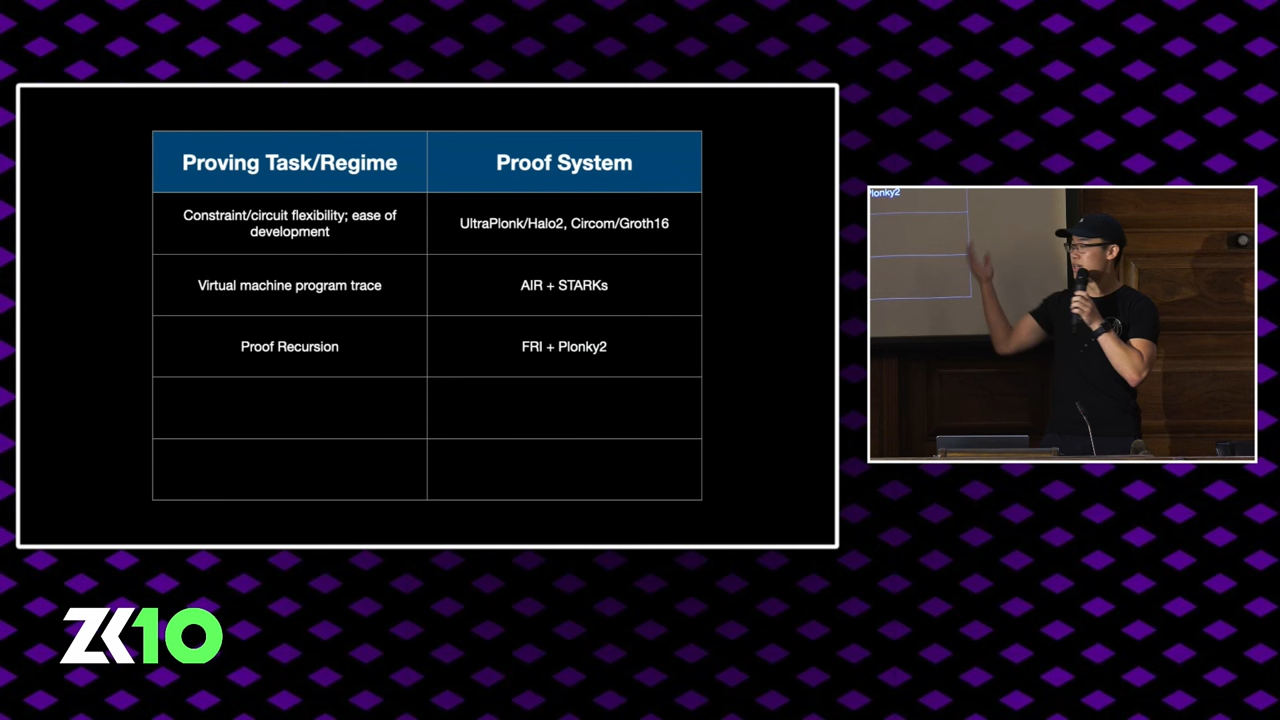 Proving Task/Regime
Proof System
Constraint/circuit flexibility; ease of
development
UltraPlonk/Halo2, Circom/Groth16
Virtual machine program trace
AIR + STARKs
Proof Recursion
FRI + Plonky2
Plonky2
ZK10